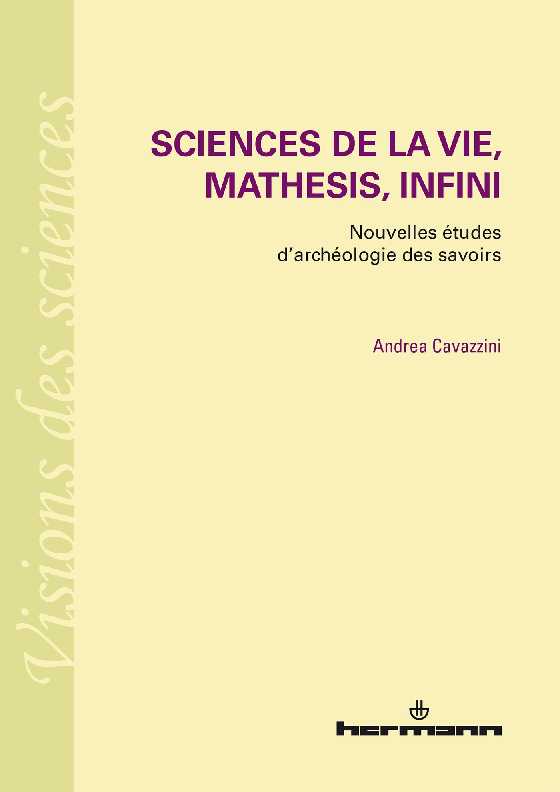 Visions des sciences
SCIENCES DE LA VIE,
MATHESIS, INFINI
Nouvelles études
d’archéologie des savoirs
Andrea Cavazzini
hermann